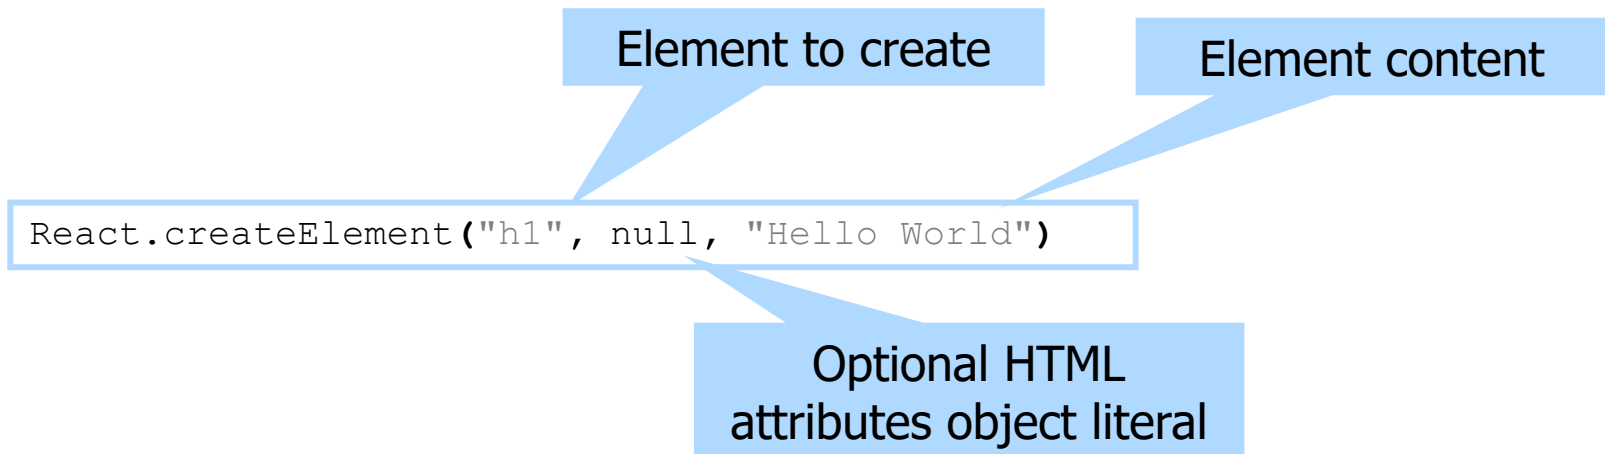 Element to create
Element content
React.createElement("h1", null, "Hello World")
Optional HTML
attributes object literal